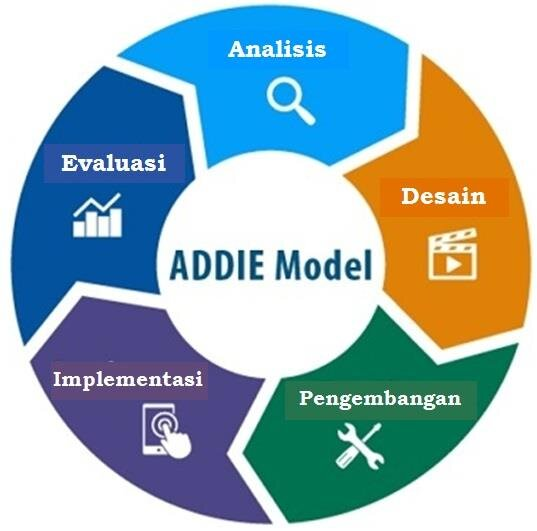 Analisis
Desain
Pengembangan
Implementasi
Evaluasi
ADDIE Model